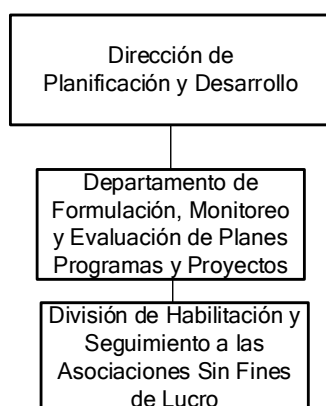 Dirección de
Planificación y Desarrollo
Departamento de
Formulación, Monitoreo
y Evaluación de Planes
Programas y Proyectos
División de Habilitación y
Seguimiento a las
Asociaciones Sin Fines
de Lucro